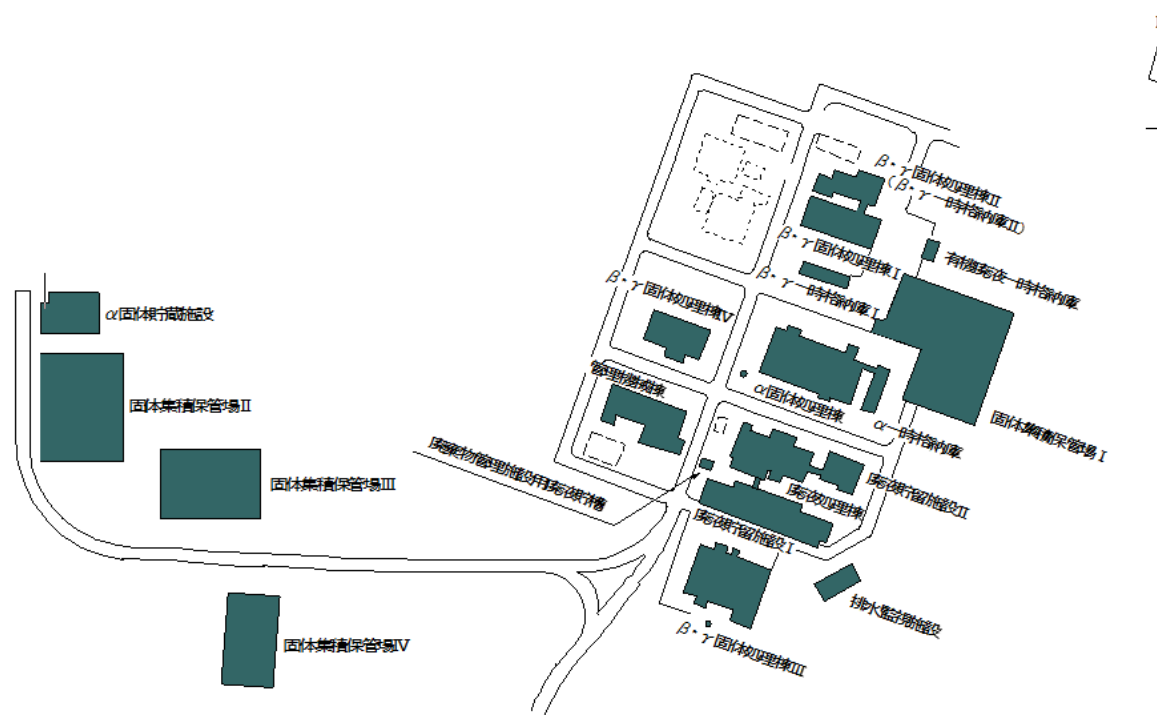 β・γ固体処理棟Ⅱ
(β・γ一時格納庫Ⅱ)
β・γ固体処理棟Ⅰ
有機廃液一時格納庫
β・γ一時格納庫Ⅰ
β・γ固体処理棟Ⅳ
α固体貯蔵施設
管理機械棟
α固体処理棟
固体集積保管場Ⅱ
α一時格納庫
固体集積保管場Ⅰ
廃棄物管理施設用廃液貯槽
固体集積保管場Ⅲ
廃液処理棟
廃液貯留施設Ⅱ
廃液貯留施設Ⅰ
排水監視施設
固体集積保管場Ⅳ
β・γ固体処理棟Ⅲ